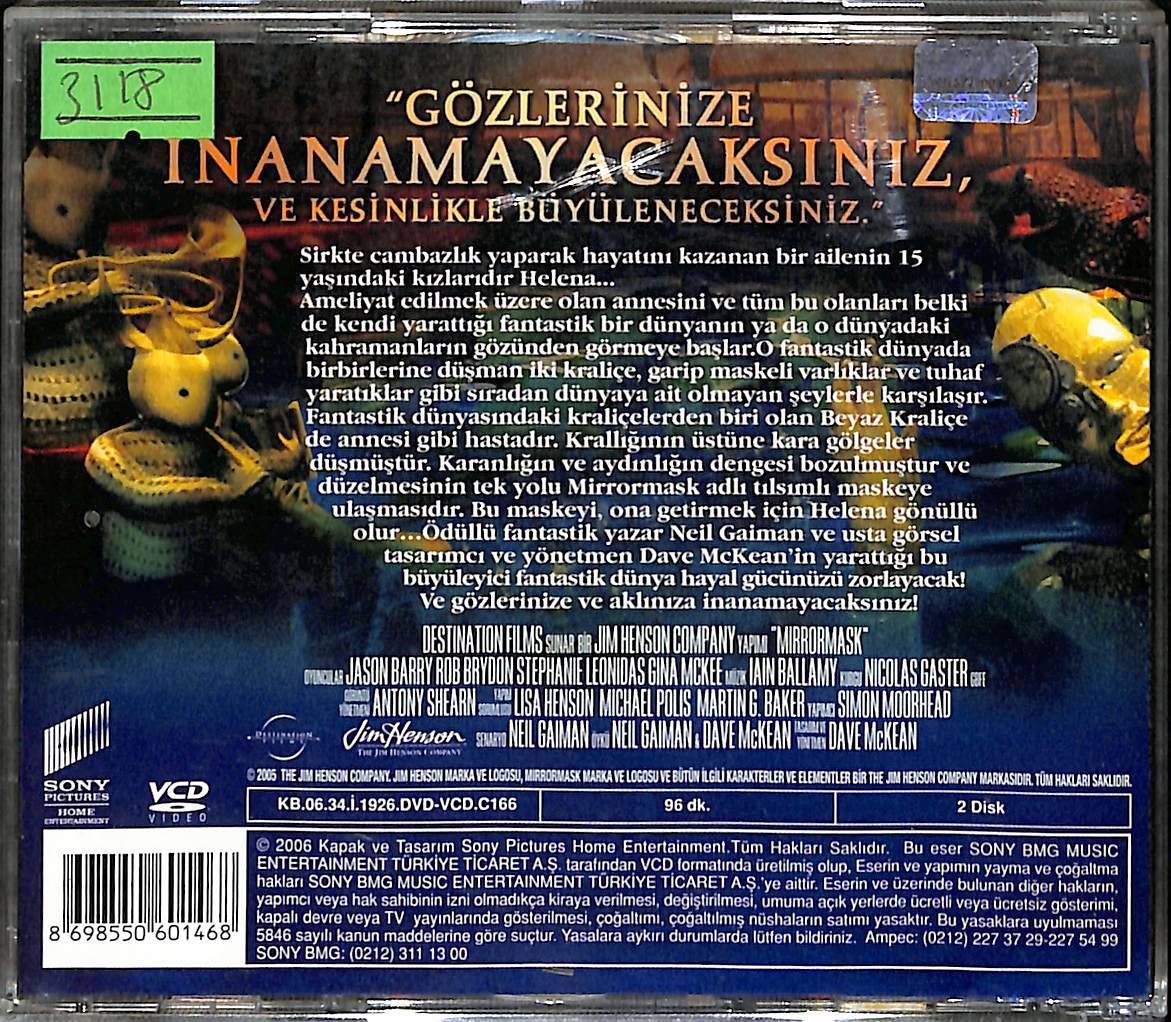 3118
"GÖZLERİNİZE
INANAMAYACAKSINIZ,
VE KESİNLİKLE BÜYÜLENECEKSİNİZ."
Sirkte cambazlık yaparak hayatını kazanan bir ailenin 15
yaşındaki kızlarıdır Helena...
Ameliyat edilmek üzere olan annesini ve tüm bu olanları belki
de kendi yarattığı fantastik bir dünyanın ya da o dünyadaki
kahramanların gözünden görmeye başlar.O fantastik dünyada
birbirlerine düşman iki kraliçe, garip maskeli varlıklar ve tuhaf
yaratıklar gibi sıradan dünyaya ait olmayan şeylerle karşılaşır.
Fantastik dünyasındaki kraliçelerden biri olan Beyaz Kraliçe
de annesi gibi hastadır. Krallığının üstüne kara gölgeler
düşmüştür. Karanlığın ve aydınlığın dengesi bozulmuştur ve
düzelmesinin tek yolu Mirrormask adlı tılsımlı maskeye
ulaşmasıdır. Bu maskeyi, ona getirmek için Helena gönüllü
olur...Ödüllü fantastik yazar Neil Gaiman ve usta görsel
tasarımcı ve yönetmen Dave McKean'in yarattığı bu
büyüleyici fantastik dünya hayal gücünüzü zorlayacak!
Ve gözlerinize ve aklınıza inanamayacaksınız!
DESTINATION FILMS SUNAR BİR JIM HENSON COMPANY YAPIMI "MIRRORMASK"
OYUNCULAR JASON BARRY ROB BRYDON STEPHANIE LEONIDAS GINA MCKEE MÜZİK IAIN BALLAMY KURGU NICOLAS GASTER GBFE
GÖRÜNTÜ YÖNETMENİ ANTONY SHEARN YAPIM SORUMLUSU LISA HENSON MICHAEL POLIS MARTIN G. BAKER YAPIMCI SIMON MOORHEAD
DESTINATION Jim Henson THE JIM HENSON COMPANY SENARYO NEIL GAIMAN ÖYKÜ NEIL GAIMAN & DAVE McKEAN TASARIM VE YÖNETMEN DAVE McKEAN
SONY
PICTURES
HOME
ENTERTAINMENT
VCD
VIDEO
© 2005 THE JIM HENSON COMPANY. JIM HENSON MARKA VE LOGOSU, MIRRORMASK MARKA VE LOGOSU VE BÜTÜN İLGİLİ KARAKTERLER VE ELEMENTLER BİR THE JIM HENSON COMPANY MARKASIDIR. TÜM HAKLARI SAKLIDIR.
KB.06.34.İ.1926.DVD-VCD.C166 96 dk. 2 Disk
© 2006 Kapak ve Tasarım Sony Pictures Home Entertainment.Tüm Hakları Saklıdır. Bu eser SONY BMG MUSIC
ENTERTAINMENT TÜRKİYE TİCARET A.Ş. tarafından VCD formatında üretilmiş olup, Eserin ve yapımın yayma ve çoğaltma
hakları SONY BMG MUSIC ENTERTAINMENT TÜRKİYE TİCARET A.Ş.'ye aittir. Eserin ve üzerinde bulunan diğer hakların,
yapımcı veya hak sahibinin izni olmadıkça kiraya verilmesi, değiştirilmesi, umuma açık yerlerde ücretli veya ücretsiz gösterimi,
kapalı devre veya TV yayınlarında gösterilmesi, çoğaltımı, çoğaltılmış nüshaların satımı yasaktır. Bu yasaklara uyulmaması
5846 sayılı kanun maddelerine göre suçtur. Yasalara aykırı durumlarda lütfen bildiriniz. Ampec: (0212) 227 37 29-227 54 99
SONY BMG: (0212) 311 13 00
8 698550 601468